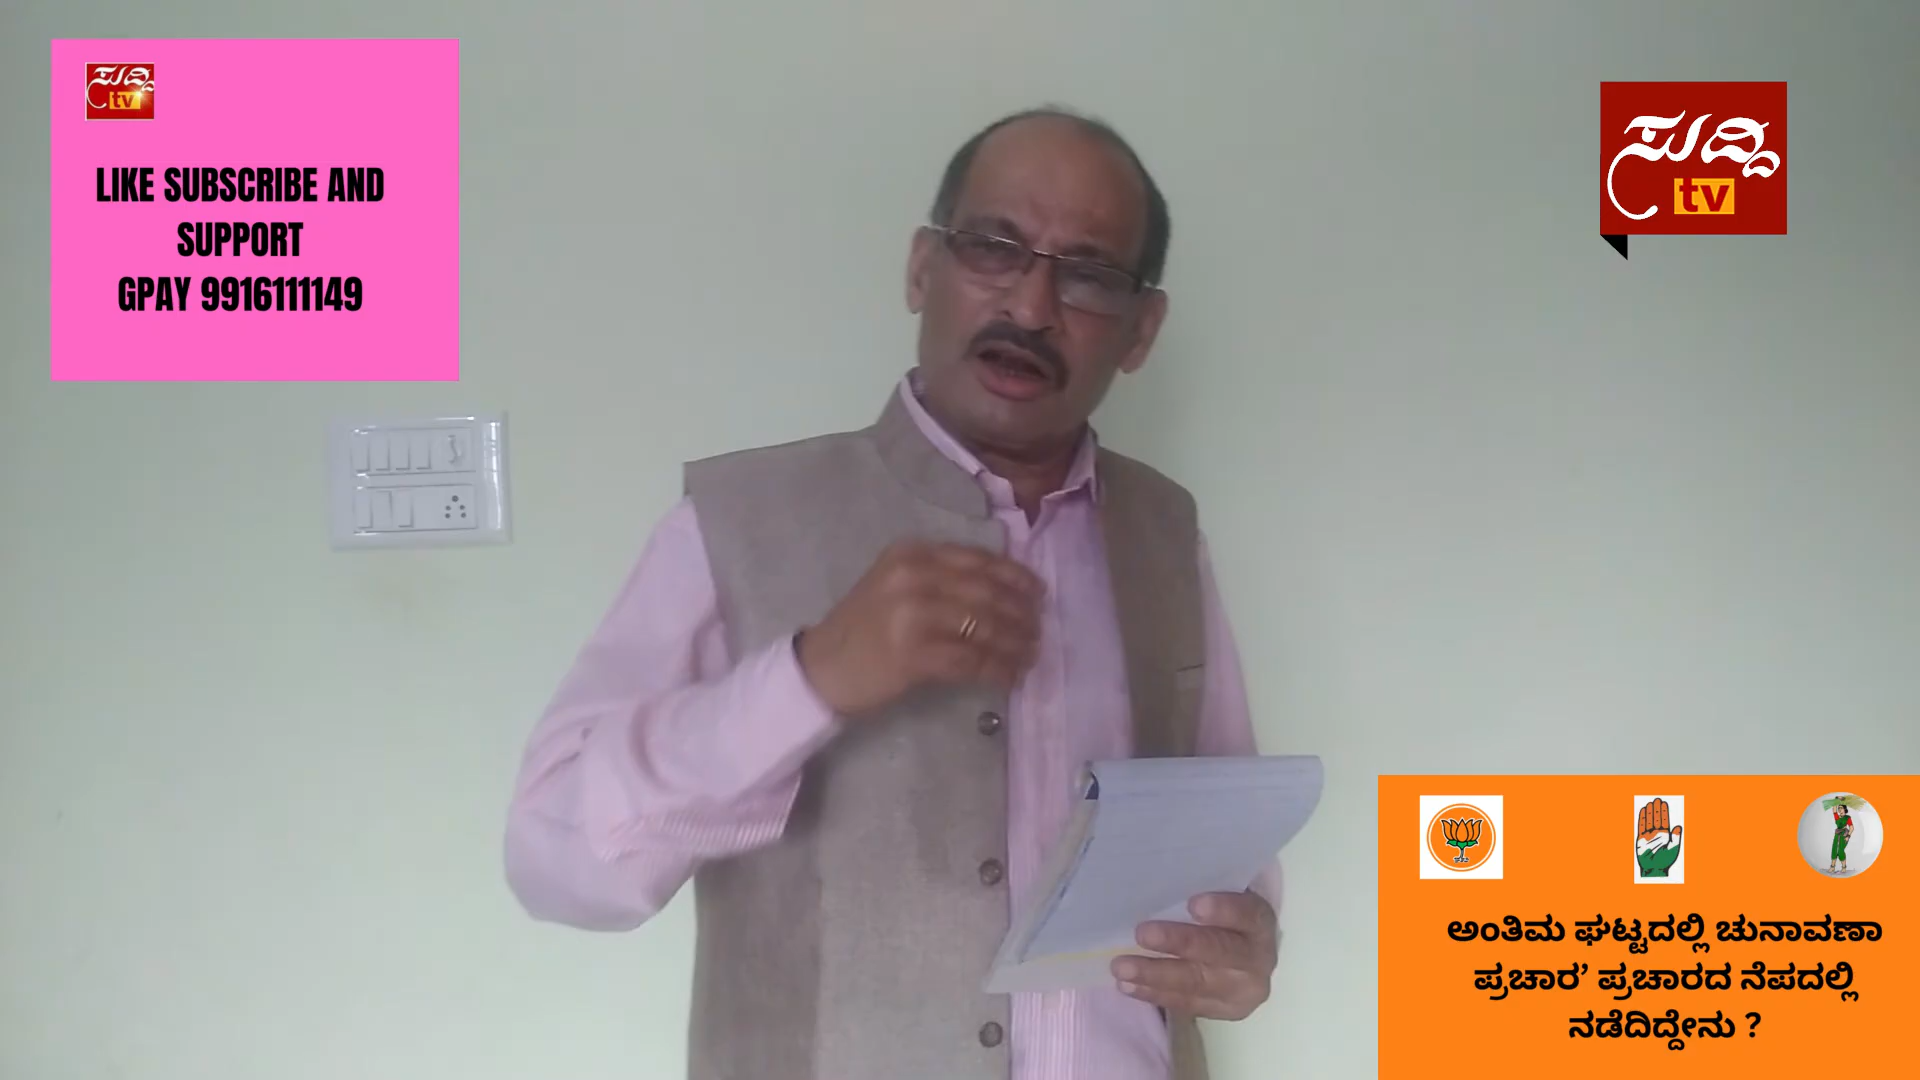 ಸುದ್ದಿ
tv
LIKE SUBSCRIBE AND
SUPPORT
GPAY 9916111149
ಸುದ್ದಿ
tv
ಅಂತಿಮ ಘಟ್ಟದಲ್ಲಿ ಚುನಾವಣಾ
ಪ್ರಚಾರ’ ಪ್ರಚಾರದ ನೆಪದಲ್ಲಿ
ನಡೆದಿದ್ದೇನು ?